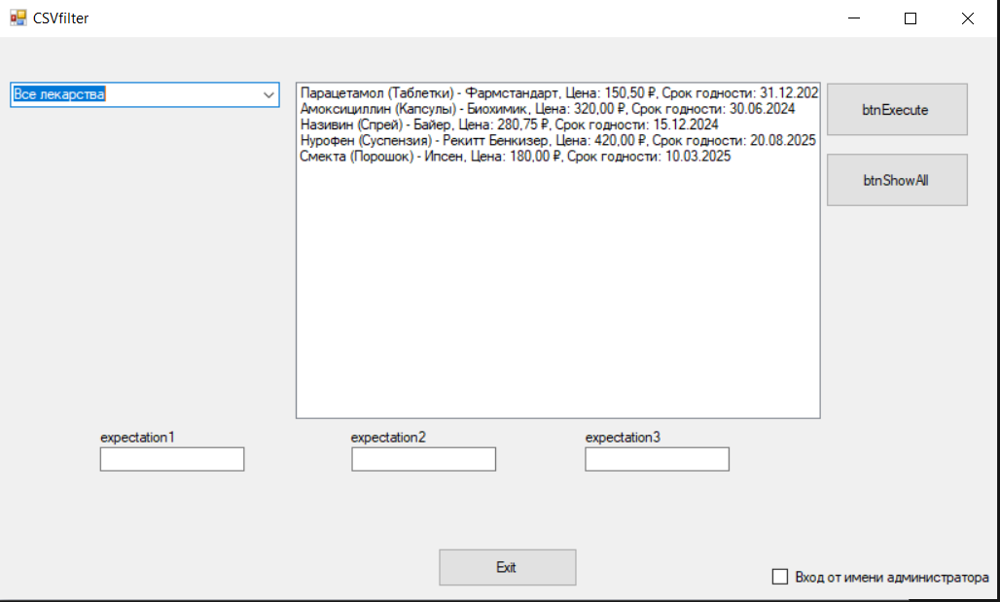 CSVfilter
Все лекарства
Парацетамол (Таблетки) - Фармстандарт, Цена: 150,50 ₽, Срок годности: 31.12.202
Амоксициллин (Капсулы) - Биохимик, Цена: 320,00 ₽, Срок годности: 30.06.2024
Називин (Спрей) - Байер, Цена: 280,75 ₽, Срок годности: 15.12.2024
Нурофен (Суспензия) - Рекитт Бенкизер, Цена: 420,00 ₽, Срок годности: 20.08.2025
Смекта (Порошок) - Ипсен, Цена: 180,00 ₽, Срок годности: 10.03.2025
btnExecute
btnShowAll
expectation1
expectation2
expectation3
Exit
Вход от имени администратора